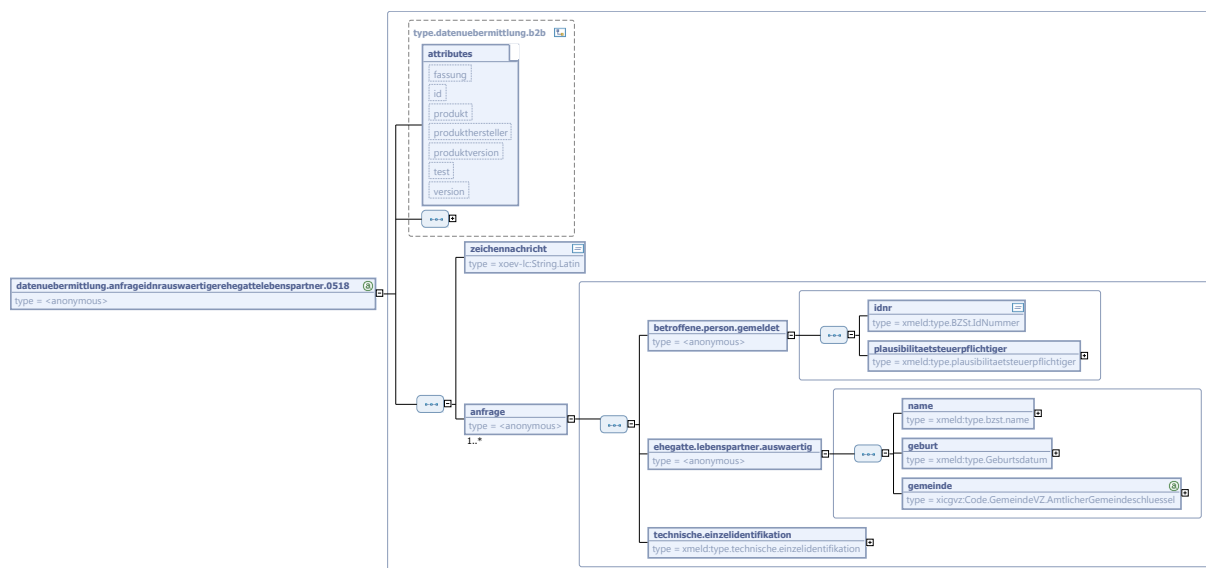 type.datenuebermittlung.b2b
attributes
fassung
id
produkt
produkthersteller
produktversion
test
version
zeichennachricht
type = xoev-lc:String.Latin
datenuebermittlung.anfrageidnrauswaertigerehegattelebenspartner.0518
type = <anonymous>
idnr
type = xmeld:type.BZSt.IdNummer
betroffene.person.gemeldet
type = <anonymous>
plausibilitaetsteuerpflichtiger
type = xmeld:type.plausibilitaetsteuerpflichtiger
anfrage
type = <anonymous>
1..*
name
type = xmeld:type.bzst.name
ehegatte.lebenspartner.auswaertig
type = <anonymous>
geburt
type = xmeld:type.Geburtsdatum
gemeinde
type = xicgvz:Code.GemeindeVZ.AmtlicherGemeindeschluessel
technische.einzelidentifikation
type = xmeld:type.technische.einzelidentifikation